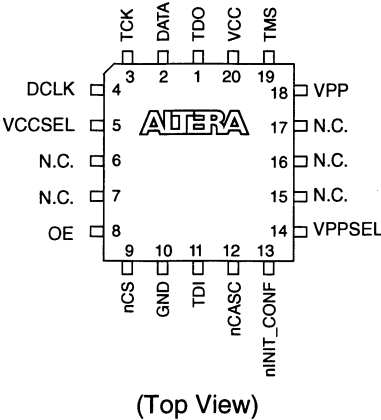 TCK DATA TDO VCC TMS
3 2 1 20 19
DCLK 4 18 VPP
ALTERA
VCCSEL 5 17 N.C.
N.C. 6 16 N.C.
N.C. 7 15 N.C.
OE 8 14 VPPSEL
9 10 11 12 13
nCS GND TDI nCASC nINIT_CONF
(Top View)